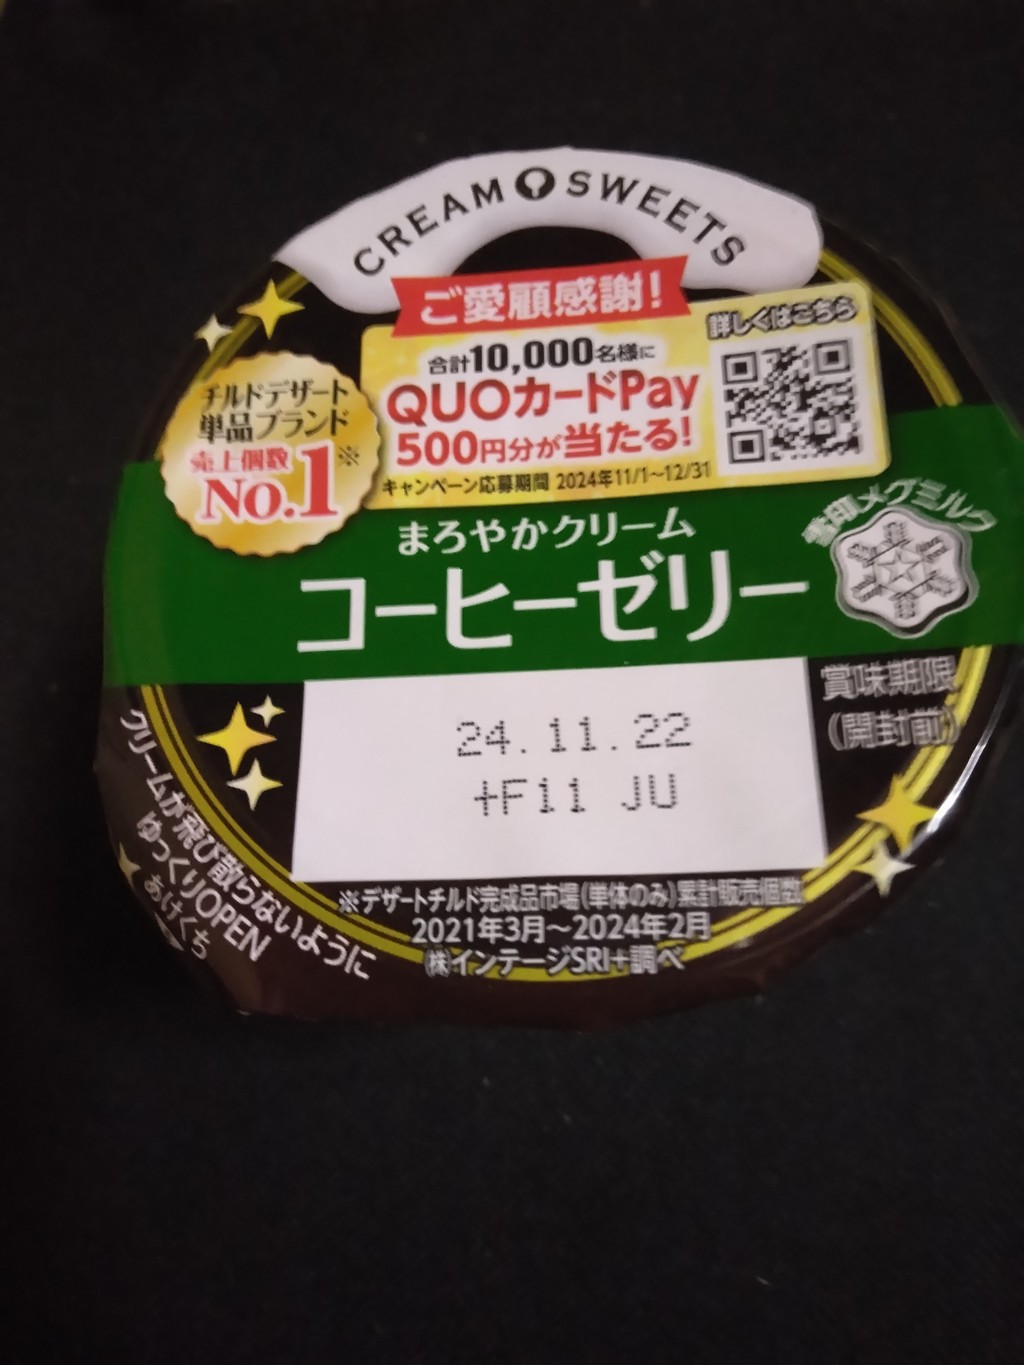 CREAM SWEETS
ご愛顧感謝!
合計10,000名様に
QUOカードPay
500円分が当たる!
キャンペーン応募期間 2024年11/1~12/31
詳しくはこちら
チルドデザート
単品ブランド
売上個数
No.1※
まろやかクリーム
コーヒーゼリー
雪印メグミルク
賞味期限
(開封前)
24.11.22
+F11 JU
※デザートチルド完成品市場(単体のみ)累計販売個数
2021年3月~2024年2月
(株)インテージSRI+調べ
クリームが飛び散らないように
ゆっくりOPEN
あけくち